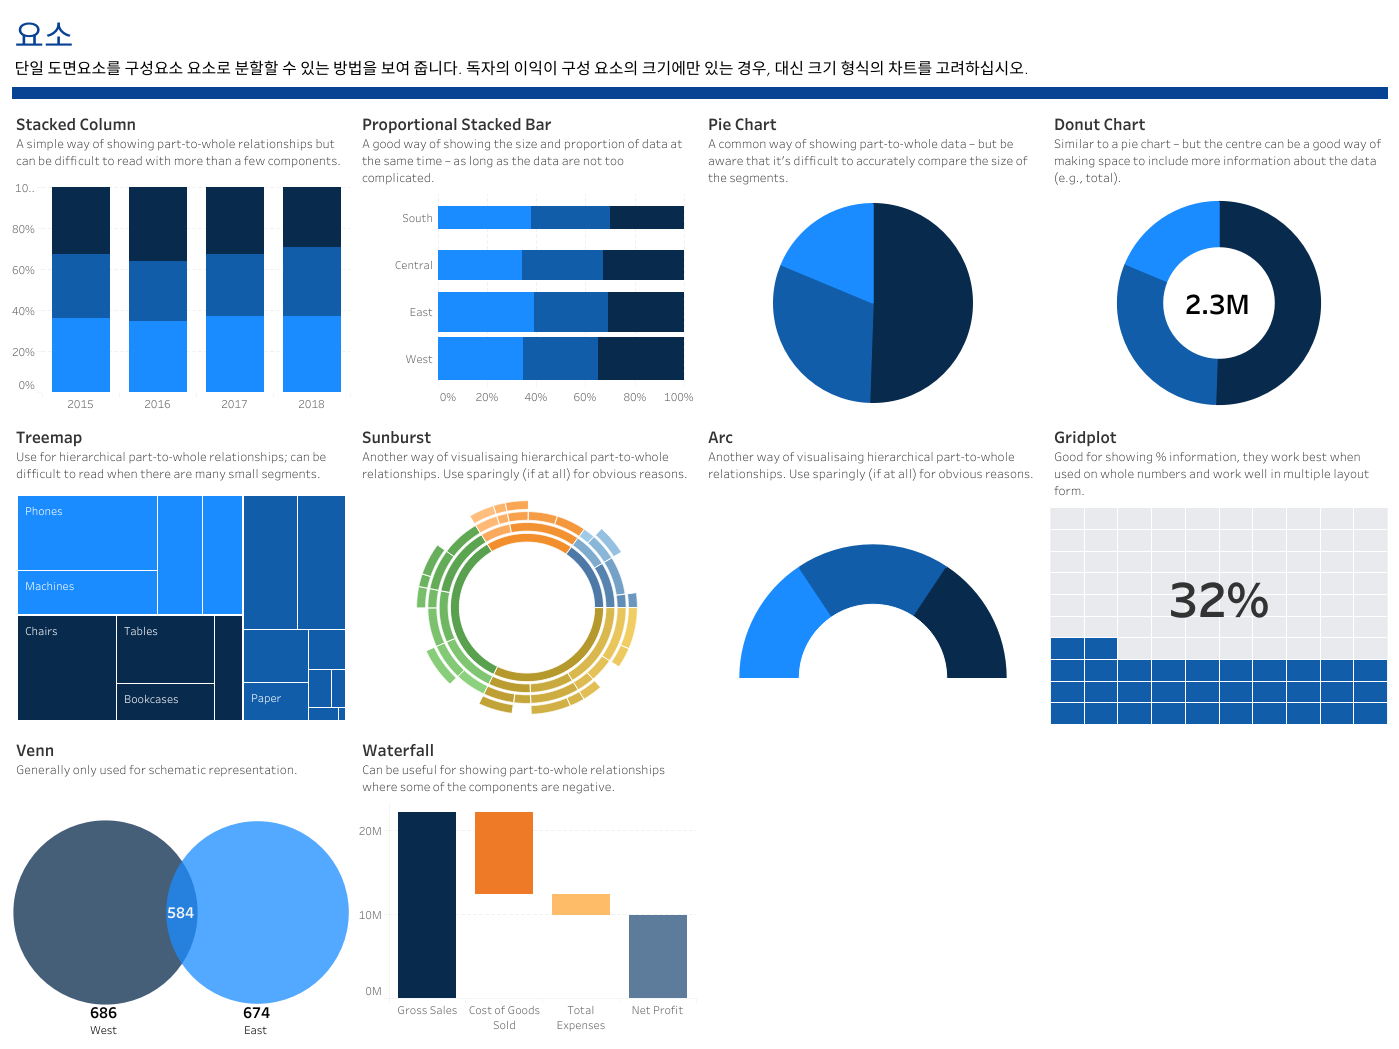 요소
단일 도면요소를 구성요소 요소로 분할할 수 있는 방법을 보여 줍니다. 독자의 이익이 구성 요소의 크기에만 있는 경우, 대신 크기 형식의 차트를 고려하십시오.
Stacked Column
A simple way of showing part-to-whole relationships but
can be difficult to read with more than a few components.
10..
80%
60%
40%
20%
0%
2015 2016 2017 2018
Proportional Stacked Bar
A good way of showing the size and proportion of data at
the same time – as long as the data are not too
complicated.
South
Central
East
West
0% 20% 40% 60% 80% 100%
Pie Chart
A common way of showing part-to-whole data – but be
aware that it's difficult to accurately compare the size of
the segments.
Donut Chart
Similar to a pie chart – but the centre can be a good way of
making space to include more information about the data
(e.g., total).
2.3M
Treemap
Use for hierarchical part-to-whole relationships; can be
difficult to read when there are many small segments.
Phones
Machines
Chairs
Tables
Bookcases
Paper
Sunburst
Another way of visualisaing hierarchical part-to-whole
relationships. Use sparingly (if at all) for obvious reasons.
Arc
Another way of visualisaing hierarchical part-to-whole
relationships. Use sparingly (if at all) for obvious reasons.
Gridplot
Good for showing % information, they work best when
used on whole numbers and work well in multiple layout
form.
32%
Venn
Generally only used for schematic representation.
584
686
West
674
East
Waterfall
Can be useful for showing part-to-whole relationships
where some of the components are negative.
20M
10M
0M
Gross Sales
Cost of Goods
Sold
Total
Expenses
Net Profit